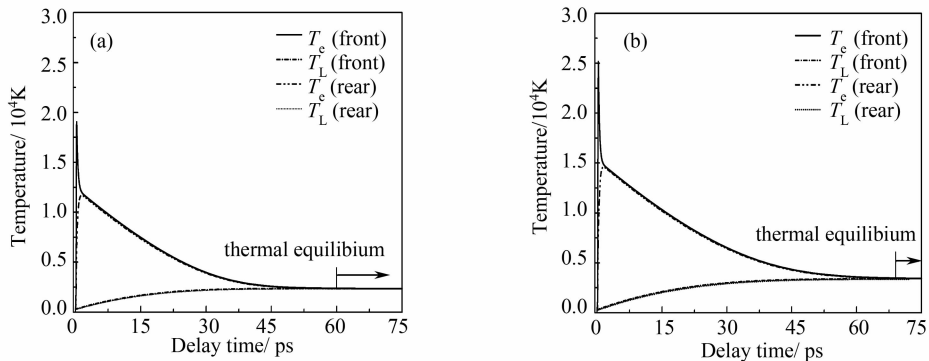 3.0
2.5
2.0
1.5
1.0
0.5
0.0
Temperature/ 10⁴K
(a)
Tₑ (front)
T_L (front)
Tₑ (rear)
T_L (rear)
thermal equilibium
0 15 30 45 60 75
Delay time/ ps
3.0
2.5
2.0
1.5
1.0
0.5
0.0
Temperature/10⁴K
(b)
Tₑ (front)
T_L (front)
Tₑ (rear)
T_L (rear)
thermal equilibium
0 15 30 45 60 75
Delay time/ ps